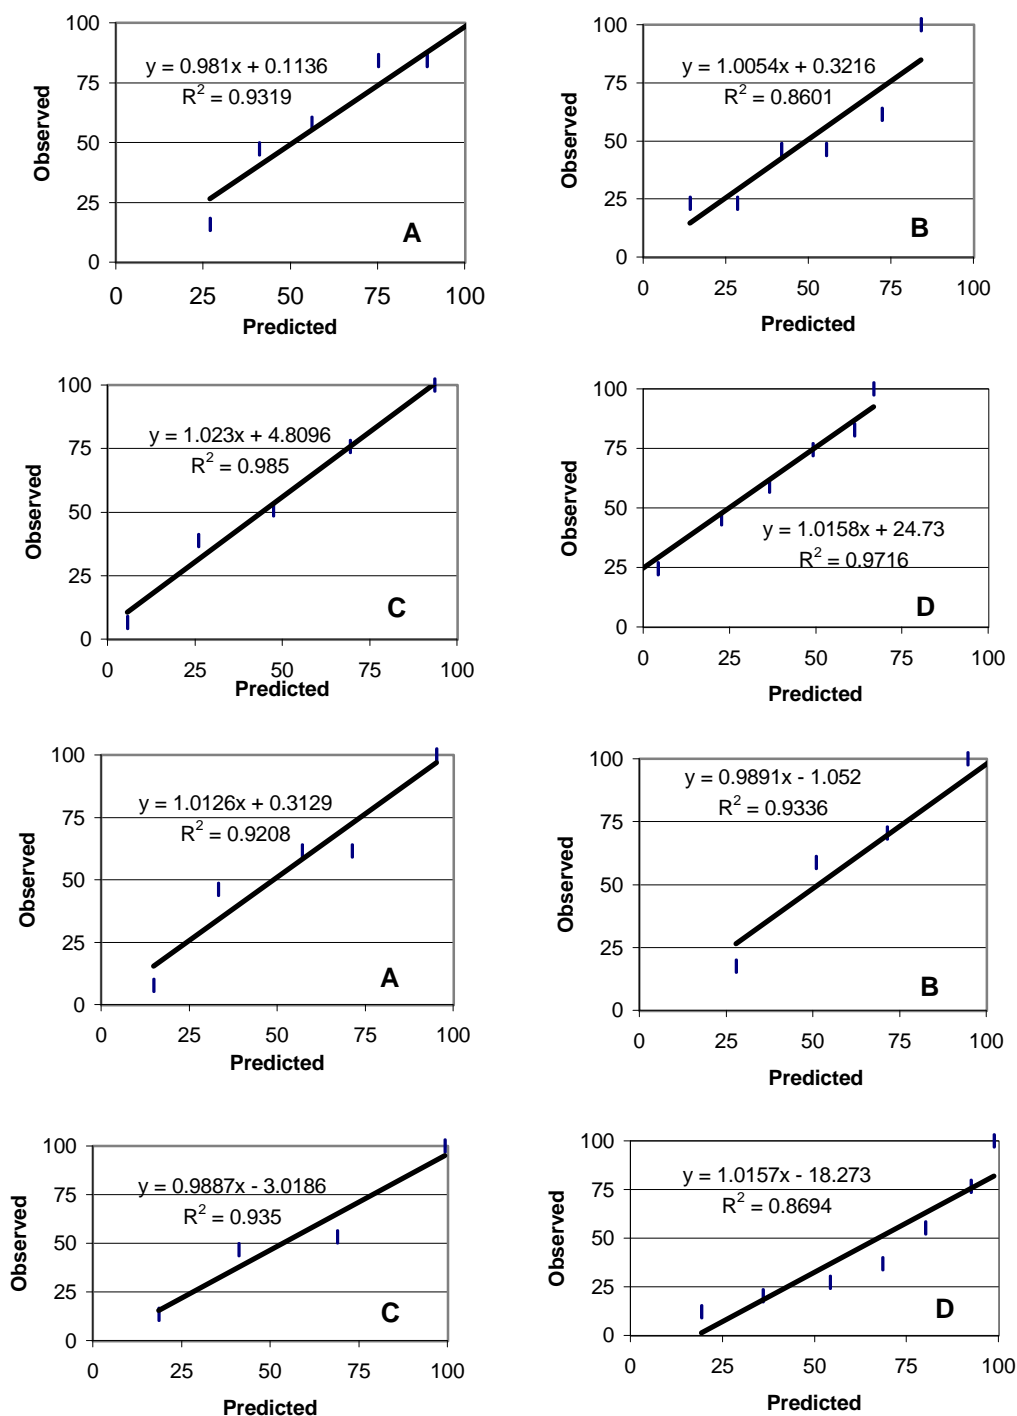 100
75
50
25
0
Observed
y = 0.981x + 0.1136
R² = 0.9319
A
0 25 50 75 100
Predicted
100
75
50
25
0
Observed
y = 1.0054x + 0.3216
R² = 0.8601
B
0 25 50 75 100
Predicted
100
75
50
25
0
Observed
y = 1.023x + 4.8096
R² = 0.985
C
0 25 50 75 100
Predicted
100
75
50
25
0
Observed
y = 1.0158x + 24.73
R² = 0.9716
D
0 25 50 75 100
Predicted
100
75
50
25
0
Observed
y = 1.0126x + 0.3129
R² = 0.9208
A
0 25 50 75 100
Predicted
100
75
50
25
0
Observed
y = 0.9891x - 1.052
R² = 0.9336
B
0 25 50 75 100
Predicted
100
75
50
25
0
Observed
y = 0.9887x - 3.0186
R² = 0.935
C
0 25 50 75 100
Predicted
100
75
50
25
0
Observed
y = 1.0157x - 18.273
R² = 0.8694
D
0 25 50 75 100
Predicted